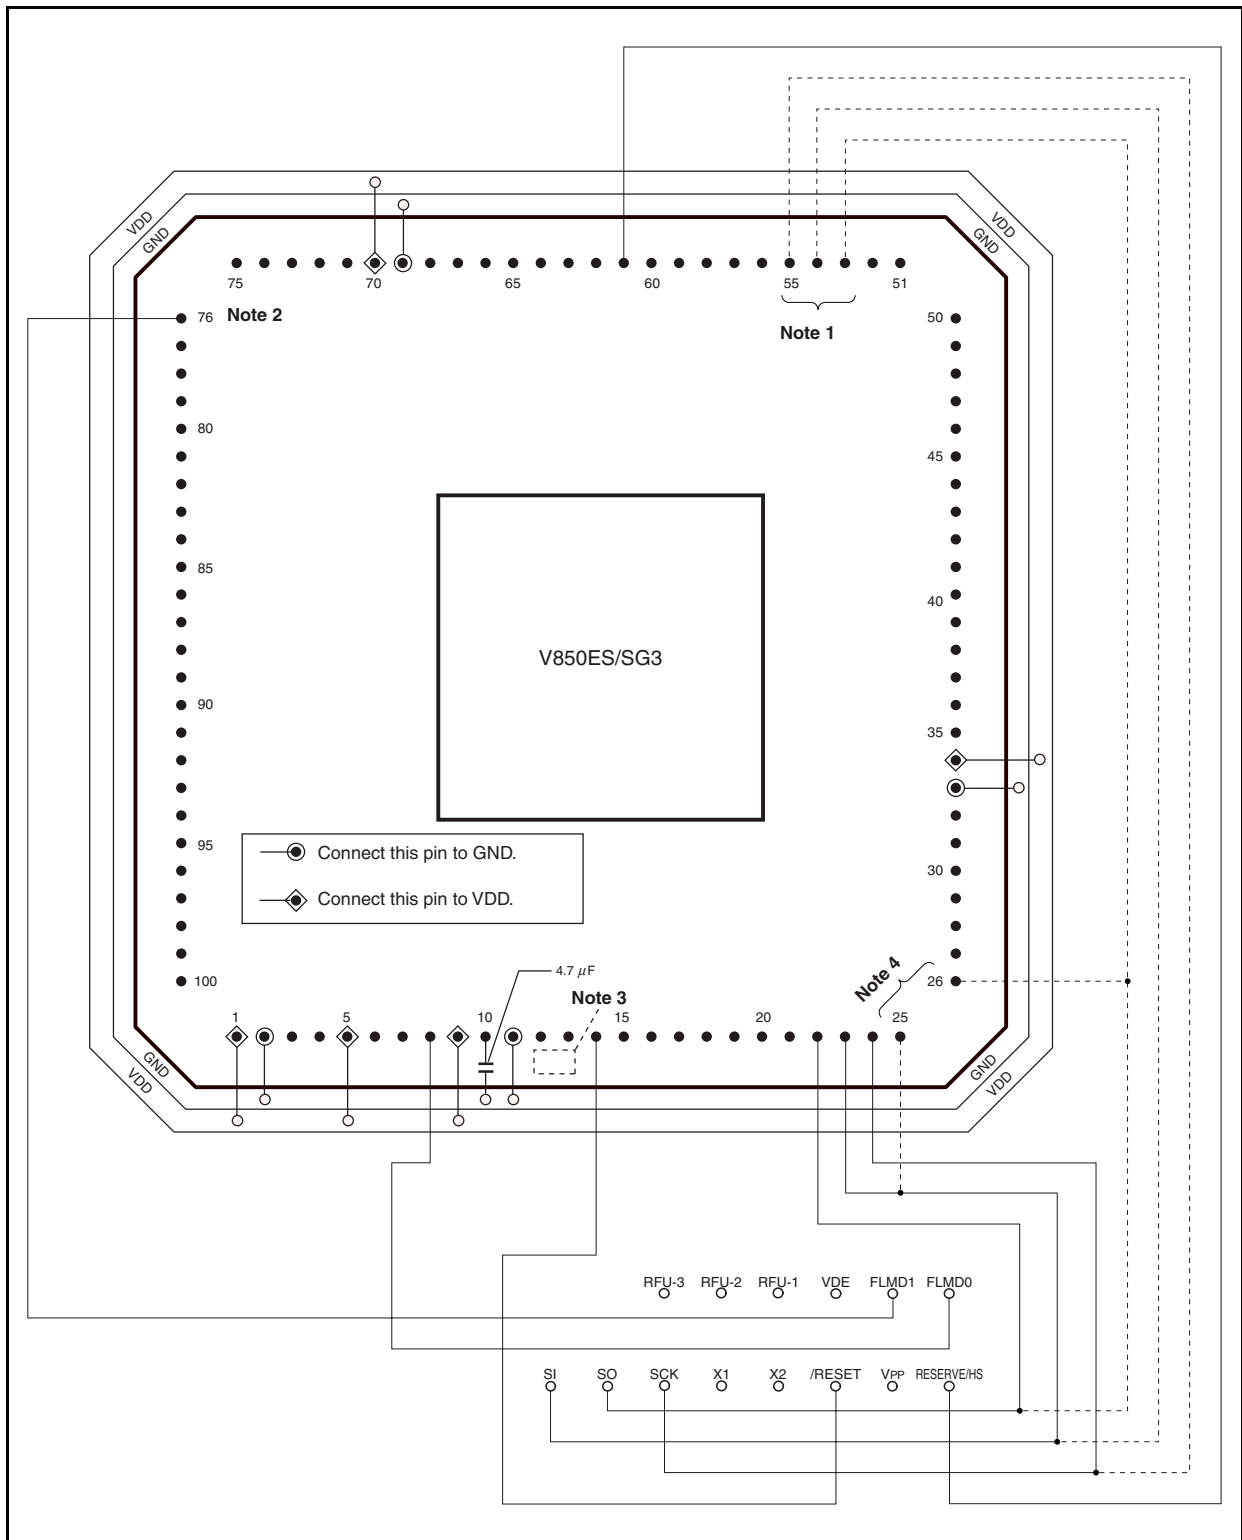 VDD
GND
VDD
GND
75
70
65
60
55
51
76
Note 2
Note 1
50
80
45
85
40
V850ES/SG3
90
35
95
Connect this pin to GND.
30
Connect this pin to VDD.
100
4.7 µF
Note 3
Note 4
26
1
5
10
15
20
25
GND
VDD
GND
VDD
RFU-3 RFU-2 RFU-1 VDE FLMD1 FLMD0
SI SO SCK X1 X2 /RESET VPP RESERVE/HS